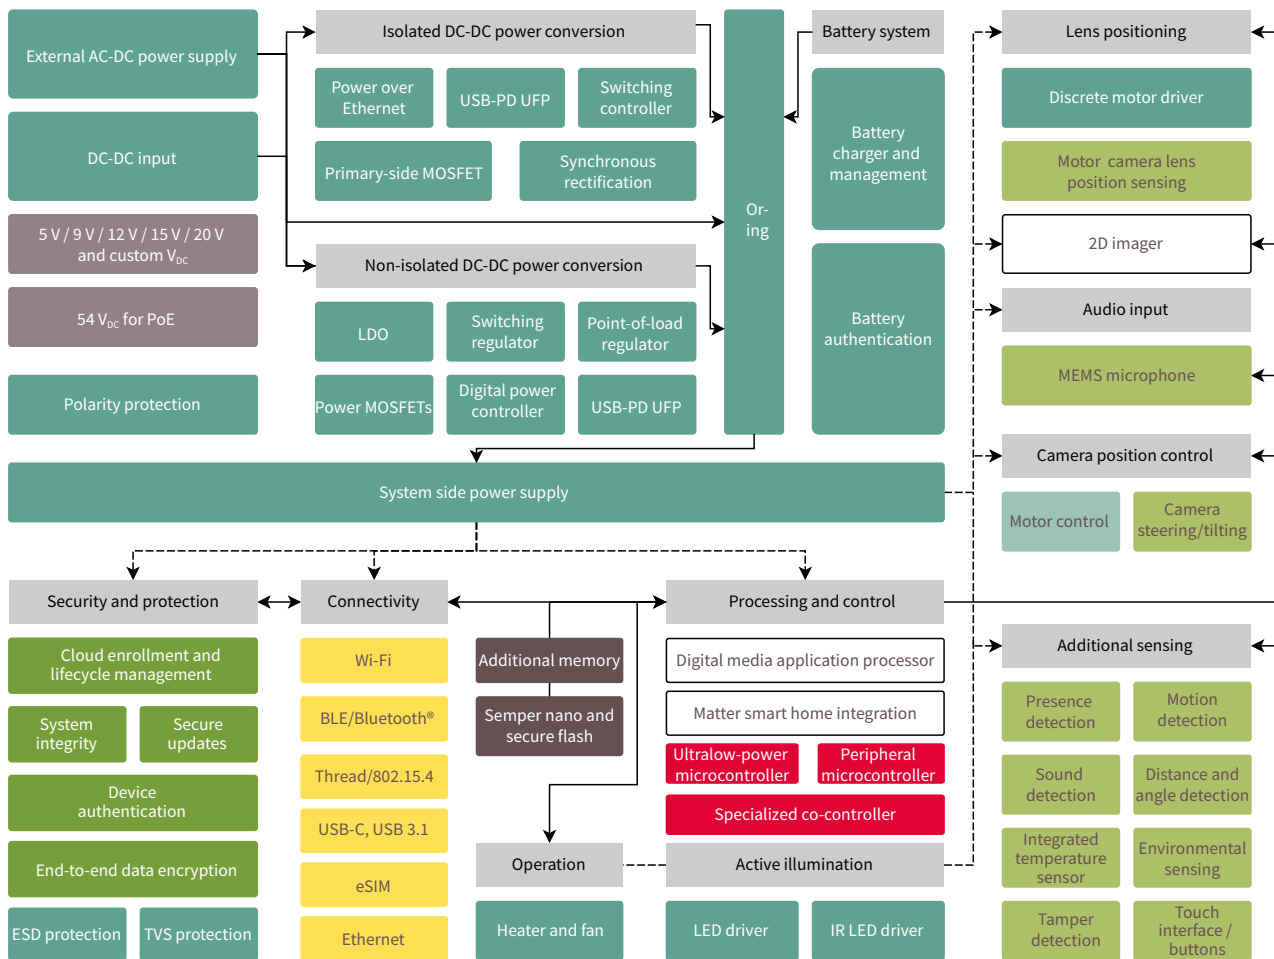 External AC-DC power supply
DC-DC input
5 V / 9 V / 12 V / 15 V / 20 V
and custom VDC
54 VDC for PoE
Polarity protection
Isolated DC-DC power conversion
Power over
Ethernet
USB-PD UFP
Switching
controller
Primary-side MOSFET
Synchronous
rectification
Non-isolated DC-DC power conversion
LDO
Switching
regulator
Point-of-load
regulator
Power MOSFETs
Digital power
controller
USB-PD UFP
Or-
ing
Battery system
Battery
charger and
management
Battery
authentication
System side power supply
Lens positioning
Discrete motor driver
Motor camera lens
position sensing
2D imager
Audio input
MEMS microphone
Camera position control
Motor control
Camera
steering/tilting
Security and protection
Cloud enrollment and
lifecycle management
System
integrity
Secure
updates
Device
authentication
End-to-end data encryption
ESD protection
TVS protection
Connectivity
Wi-Fi
BLE/Bluetooth®
Thread/802.15.4
USB-C, USB 3.1
eSIM
Ethernet
Additional memory
Semper nano and
secure flash
Operation
Heater and fan
Processing and control
Digital media application processor
Matter smart home integration
Ultralow-power
microcontroller
Peripheral
microcontroller
Specialized co-controller
Active illumination
LED driver
IR LED driver
Additional sensing
Presence
detection
Motion
detection
Sound
detection
Distance and
angle detection
Integrated
temperature
sensor
Environmental
sensing
Tamper
detection
Touch
interface /
buttons